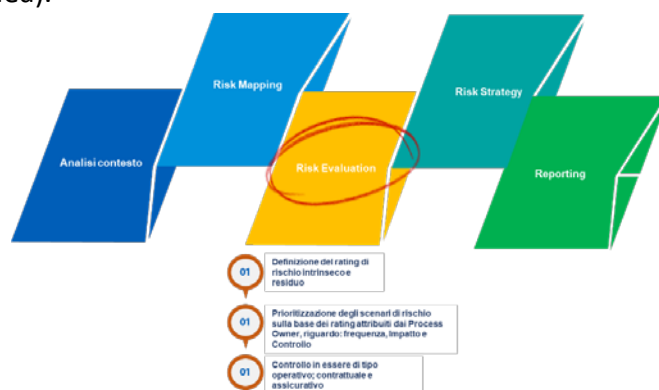 Risk Mapping
Risk Strategy
Analisi contesto
Risk Evaluation
Reporting
01
Definizione del rating di
rischio intrinseco e
residuo
01
Prioritizzazione degli scenari di rischio
sulla base dei rating attribuiti dai Process
Owner, riguardo: frequenza, Impatto e
Controllo
01
Controllo in essere di tipo
operativo; contrattuale e
assicurativo